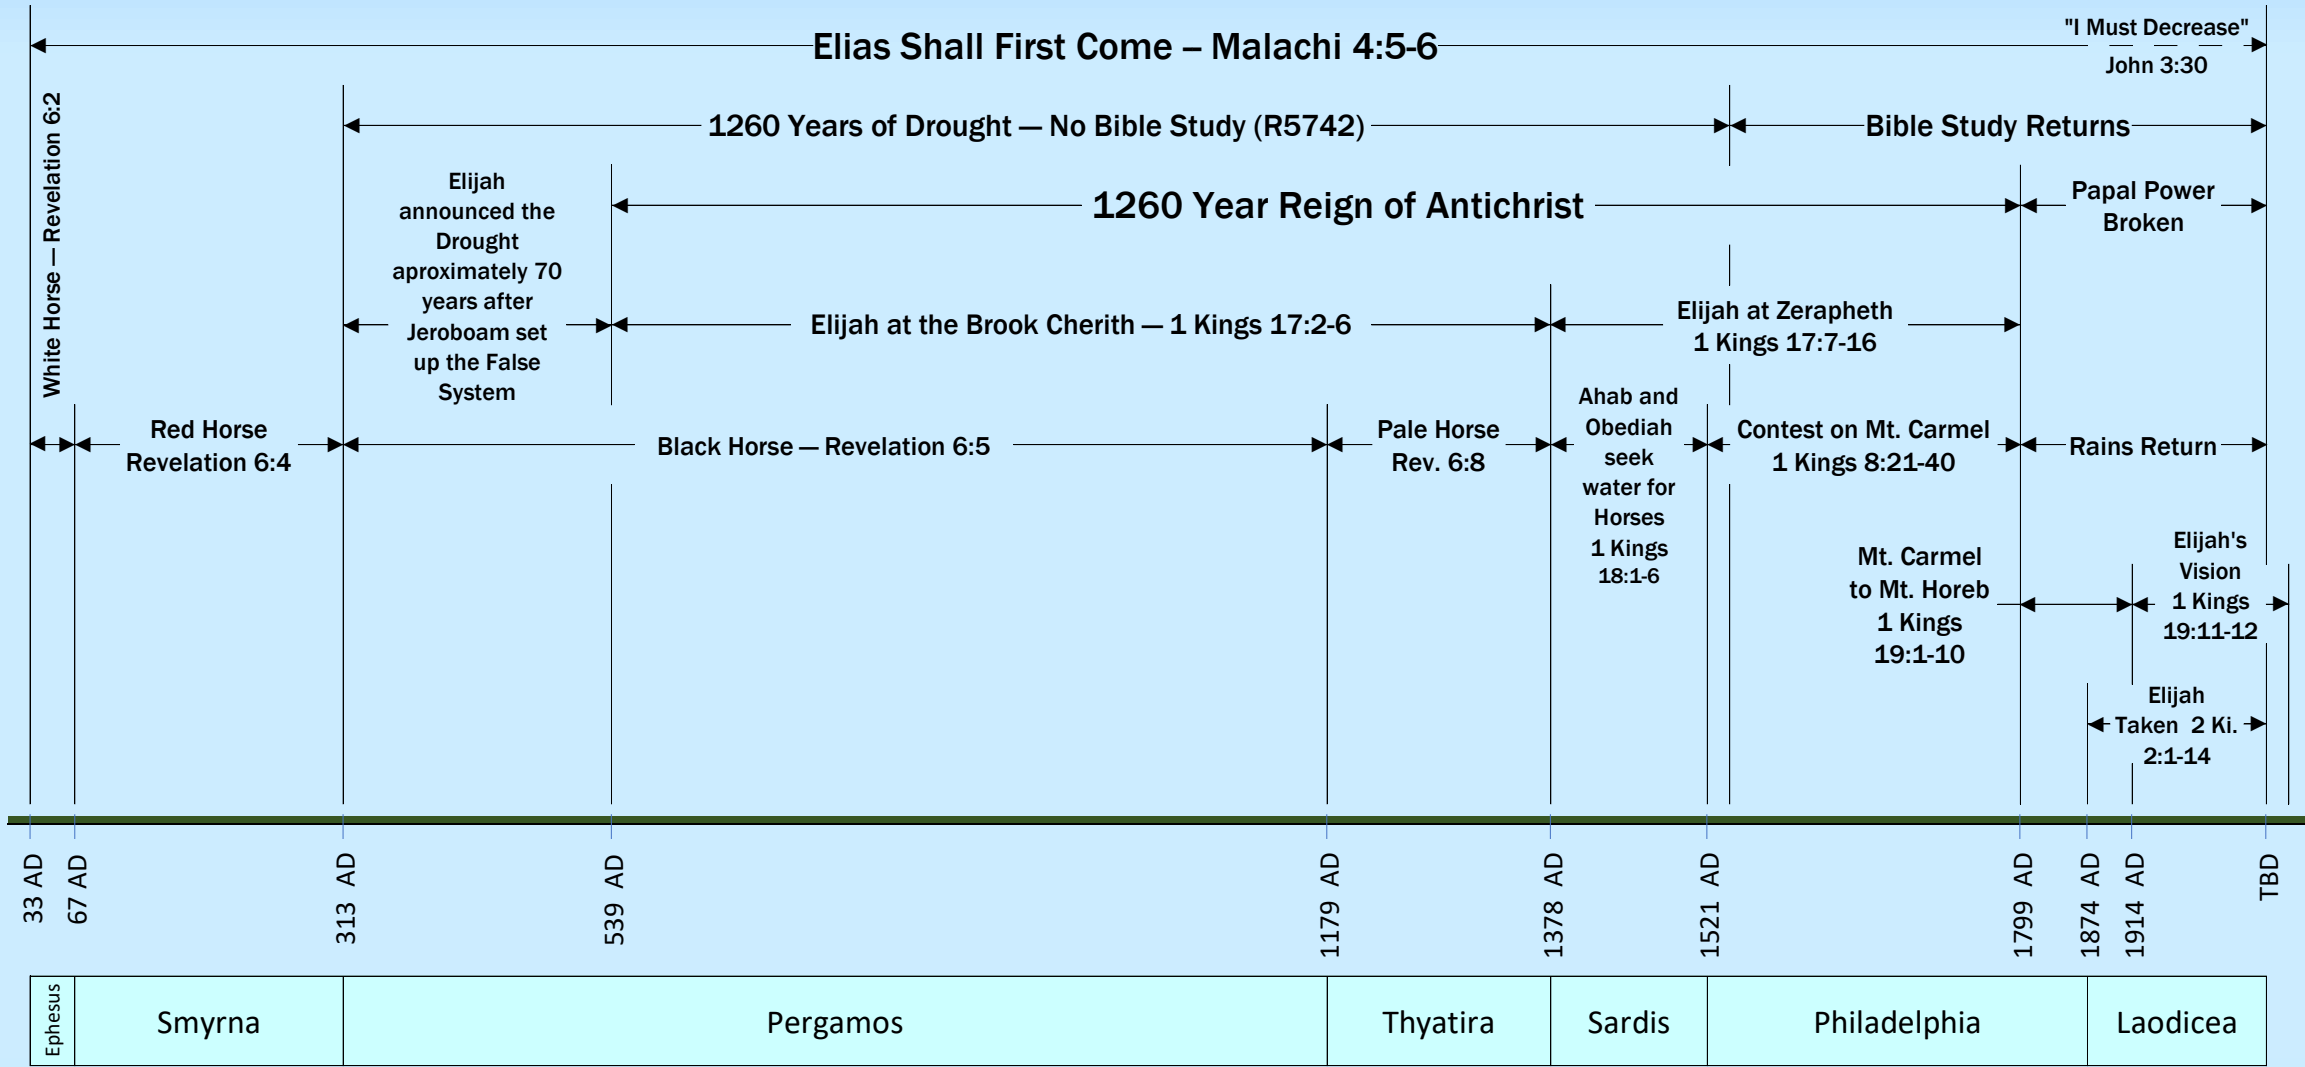 Elias Shall First Come – Malachi 4:5-6
"I Must Decrease"
John 3:30
White Horse — Revelation 6:2
1260 Years of Drought — No Bible Study (R5742)
Bible Study Returns
Elijah
announced the
Drought
aproximately 70
years after
Jeroboam set
up the False
System
1260 Year Reign of Antichrist
Papal Power
Broken
Elijah at the Brook Cherith — 1 Kings 17:2-6
Elijah at Zerapheth
1 Kings 17:7-16
Red Horse
Revelation 6:4
Black Horse — Revelation 6:5
Pale Horse
Rev. 6:8
Ahab and
Obediah
seek
water for
Horses
1 Kings
18:1-6
Contest on Mt. Carmel
1 Kings 8:21-40
Rains Return
Mt. Carmel
to Mt. Horeb
1 Kings
19:1-10
Elijah's
Vision
1 Kings
19:11-12
Elijah
Taken 2 Ki.
2:1-14
33 AD
67 AD
313 AD
539 AD
1179 AD
1378 AD
1521 AD
1799 AD
1874 AD
1914 AD
TBD
Ephesus
Smyrna
Pergamos
Thyatira
Sardis
Philadelphia
Laodicea